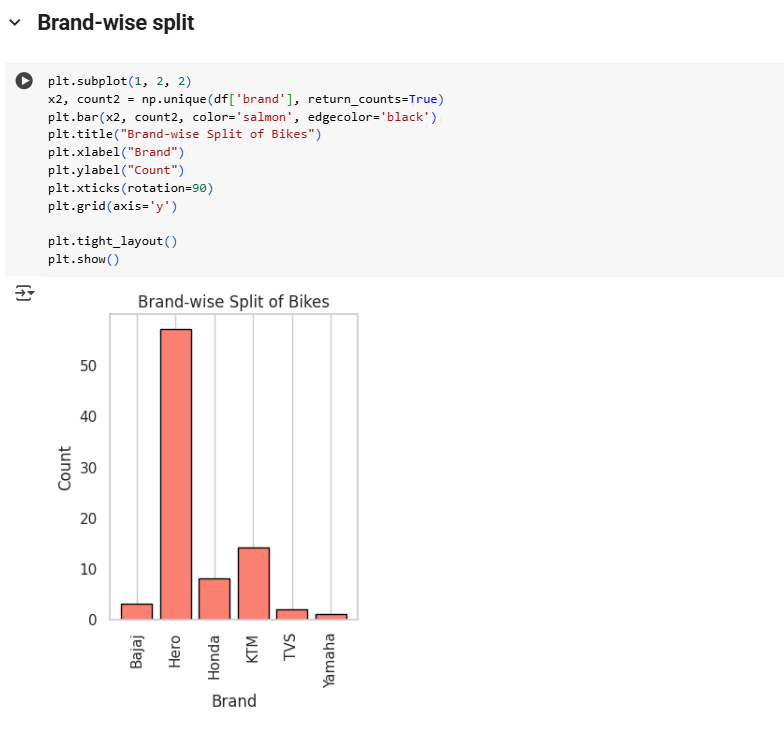 Brand-wise split
plt.subplot(1, 2, 2)
x2, count2 = np.unique(df['brand'], return_counts=True)
plt.bar(x2, count2, color='salmon', edgecolor='black')
plt.title("Brand-wise Split of Bikes")
plt.xlabel("Brand")
plt.ylabel("Count")
plt.xticks(rotation=90)
plt.grid(axis='y')
plt.tight_layout()
plt.show()
Brand-wise Split of Bikes
50
40
30
20
10
0
Count
Bajaj
Hero
Honda
KTM
TVS
Yamaha
Brand